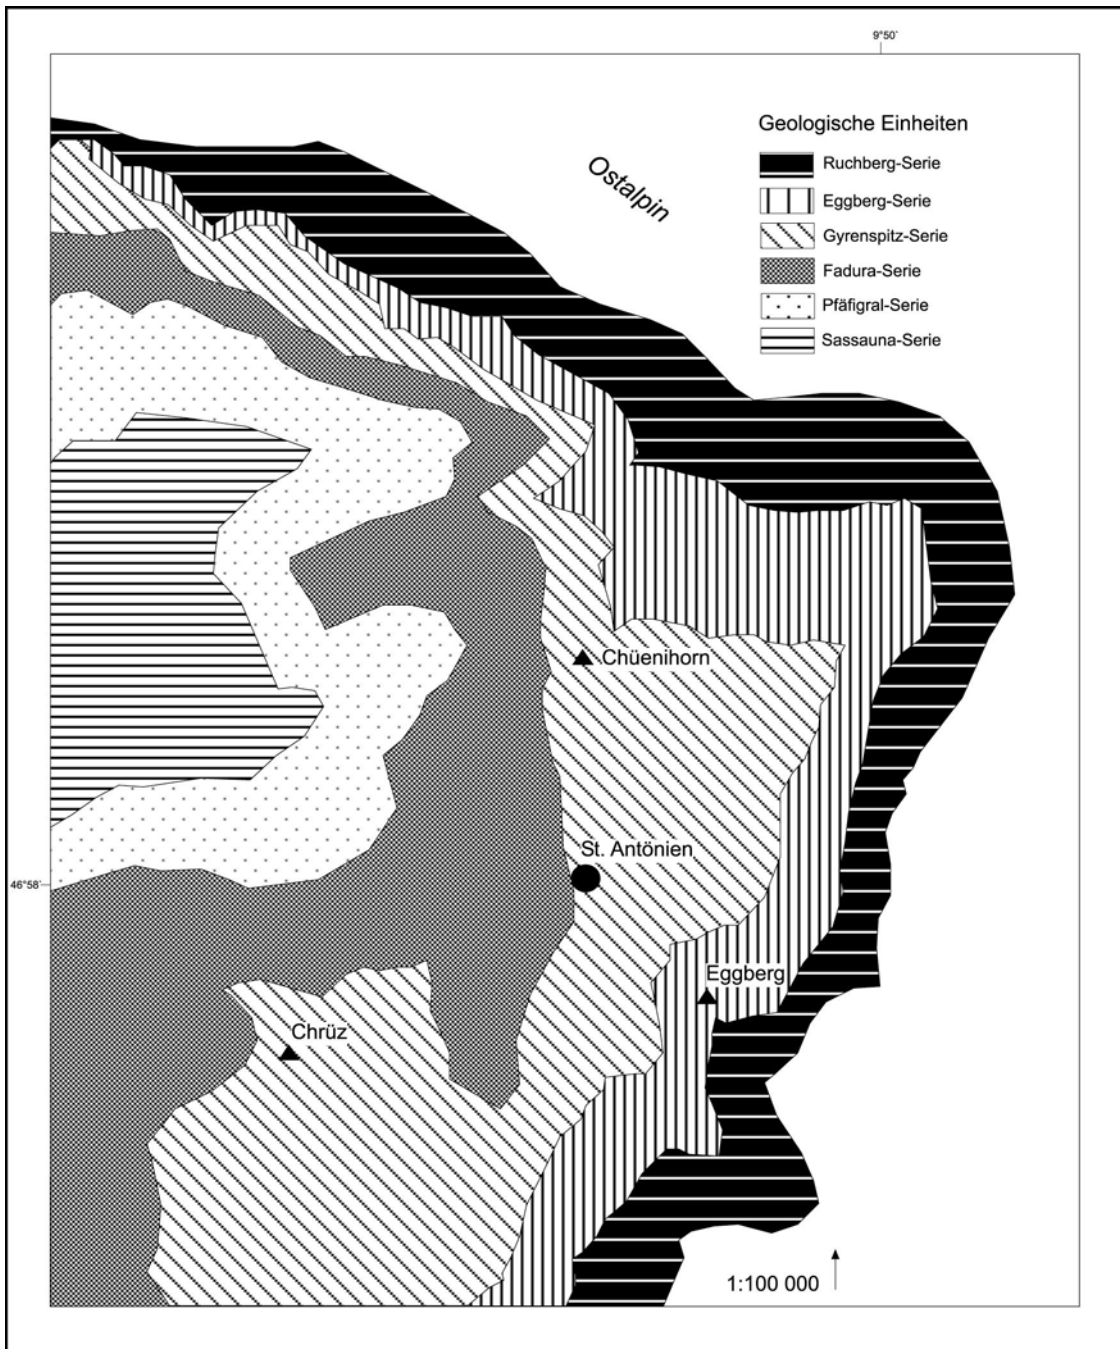 9°50'
Geologische Einheiten
Ostalpin
Ruchberg-Serie
Eggberg-Serie
Gyrenspitz-Serie
Fadura-Serie
Pfäfigral-Serie
Sassauna-Serie
Chüenihorn
St. Antönien
46°58'
Eggberg
Chrüz
1:100 000